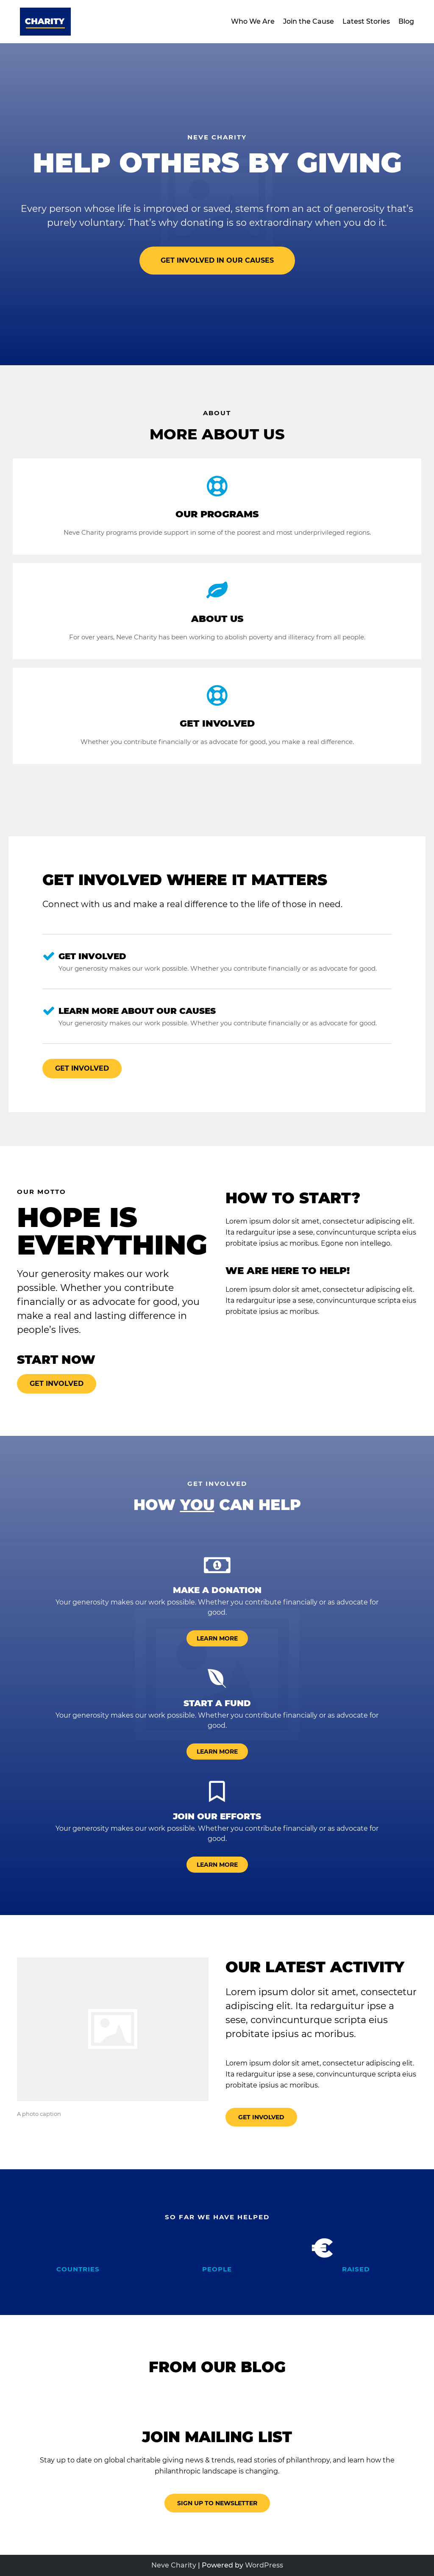 CHARITY
Who We Are Join the Cause Latest Stories Blog
NEVE CHARITY
HELP OTHERS BY GIVING
Every person whose life is improved or saved, stems from an act of generosity that's
purely voluntary. That's why donating is so extraordinary when you do it.
GET INVOLVED IN OUR CAUSES
ABOUT
MORE ABOUT US
OUR PROGRAMS
Neve Charity programs provide support in some of the poorest and most underprivileged regions.
ABOUT US
For over years, Neve Charity has been working to abolish poverty and illiteracy from all people.
GET INVOLVED
Whether you contribute financially or as advocate for good, you make a real difference.
GET INVOLVED WHERE IT MATTERS
Connect with us and make a real difference to the life of those in need.
GET INVOLVED
Your generosity makes our work possible. Whether you contribute financially or as advocate for good.
LEARN MORE ABOUT OUR CAUSES
Your generosity makes our work possible. Whether you contribute financially or as advocate for good.
GET INVOLVED
OUR MOTTO
HOPE IS
EVERYTHING
Your generosity makes our work
possible. Whether you contribute
financially or as advocate for good, you
make a real and lasting difference in
people's lives.
START NOW
GET INVOLVED
HOW TO START?
Lorem ipsum dolor sit amet, consectetur adipiscing elit.
Ita redarguitur ipse a sese, convincunturque scripta eius
probitate ipsius ac moribus. Egone non intellego.
WE ARE HERE TO HELP!
Lorem ipsum dolor sit amet, consectetur adipiscing elit.
Ita redarguitur ipse a sese, convincunturque scripta eius
probitate ipsius ac moribus.
GET INVOLVED
HOW YOU CAN HELP
MAKE A DONATION
Your generosity makes our work possible. Whether you contribute financially or as advocate for
good.
LEARN MORE
START A FUND
Your generosity makes our work possible. Whether you contribute financially or as advocate for
good.
LEARN MORE
JOIN OUR EFFORTS
Your generosity makes our work possible. Whether you contribute financially or as advocate for
good.
LEARN MORE
A photo caption
OUR LATEST ACTIVITY
Lorem ipsum dolor sit amet, consectetur
adipiscing elit. Ita redarguitur ipse a
sese, convincunturque scripta eius
probitate ipsius ac moribus.
Lorem ipsum dolor sit amet, consectetur adipiscing elit.
Ita redarguitur ipse a sese, convincunturque scripta eius
probitate ipsius ac moribus.
GET INVOLVED
SO FAR WE HAVE HELPED
€
COUNTRIES PEOPLE RAISED
FROM OUR BLOG
JOIN MAILING LIST
Stay up to date on global charitable giving news & trends, read stories of philanthropy, and learn how the
philanthropic landscape is changing.
SIGN UP TO NEWSLETTER
Neve Charity | Powered by WordPress